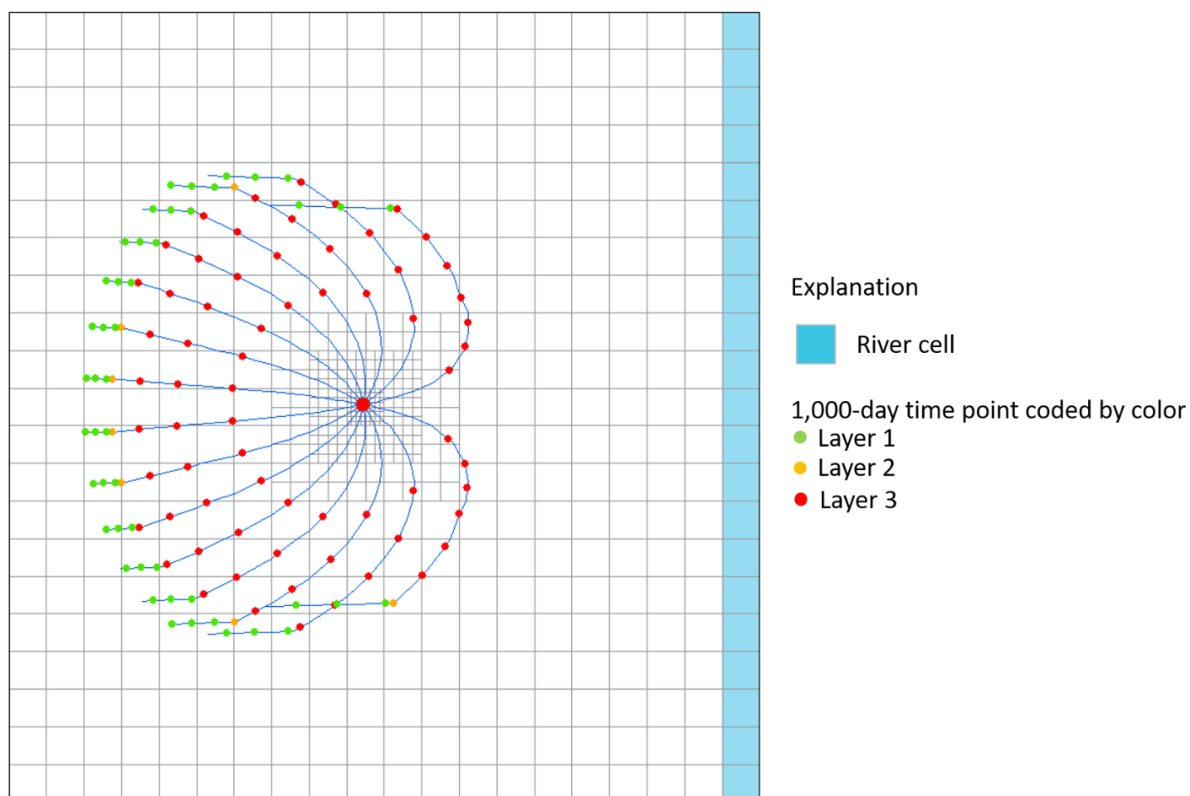 Explanation
River cell
1,000-day time point coded by color
Layer 1
Layer 2
Layer 3